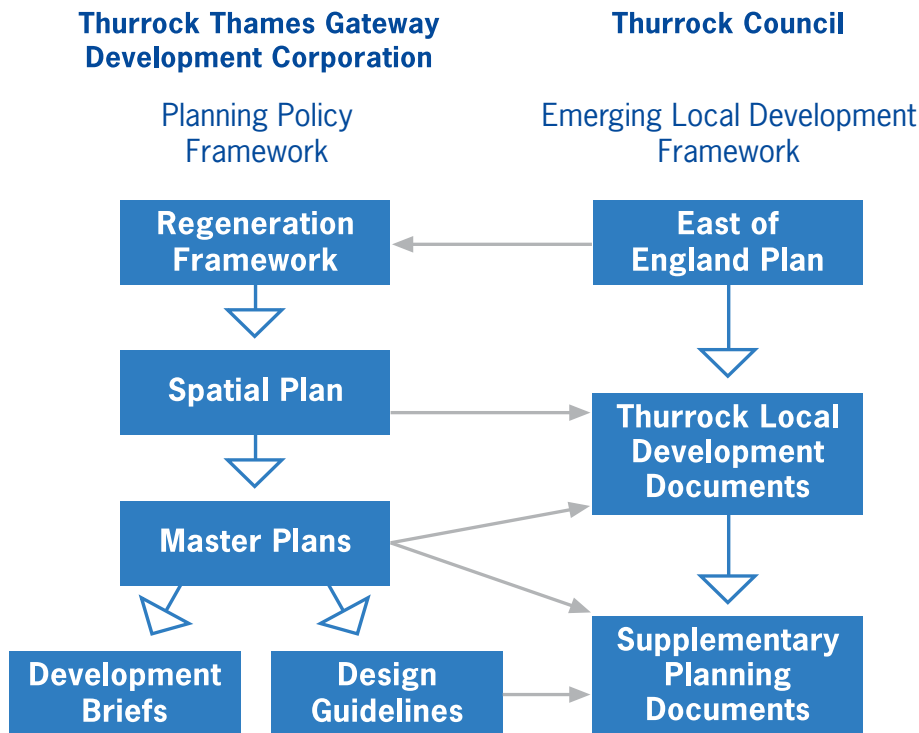 Thurrock Thames Gateway
Development Corporation
Thurrock Council
Planning Policy
Framework
Emerging Local Development
Framework
Regeneration
Framework
East of
England Plan
Spatial Plan
Thurrock Local
Development
Documents
Master Plans
Development
Briefs
Design
Guidelines
Supplementary
Planning
Documents